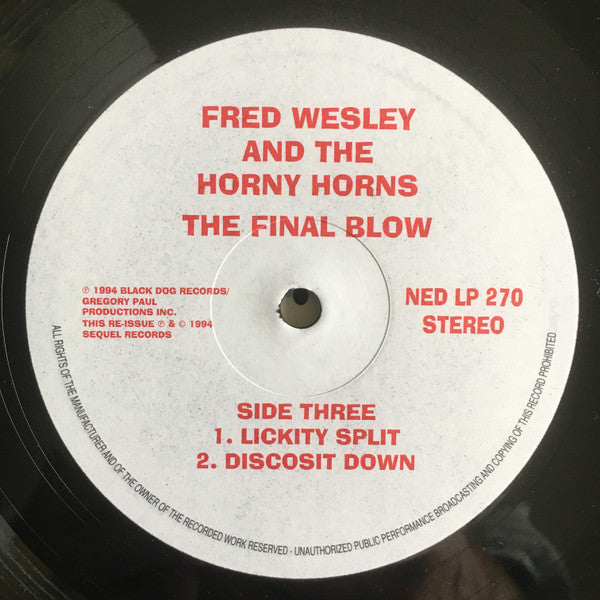 FRED WESLEY
AND THE
HORNY HORNS
THE FINAL BLOW
℗ 1994 BLACK DOG RECORDS/
GREGORY PAUL
PRODUCTIONS INC.
THIS RE-ISSUE ℗ & © 1994
SEQUEL RECORDS
NED LP 270
STEREO
SIDE THREE
1. LICKITY SPLIT
2. DISCOSIT DOWN
ALL RIGHTS OF THE MANUFACTURER AND OF THE OWNER OF THE RECORDED WORK RESERVED - UNAUTHORIZED PUBLIC PERFORMANCE BROADCASTING AND COPYING OF THIS RECORD PROHIBITED